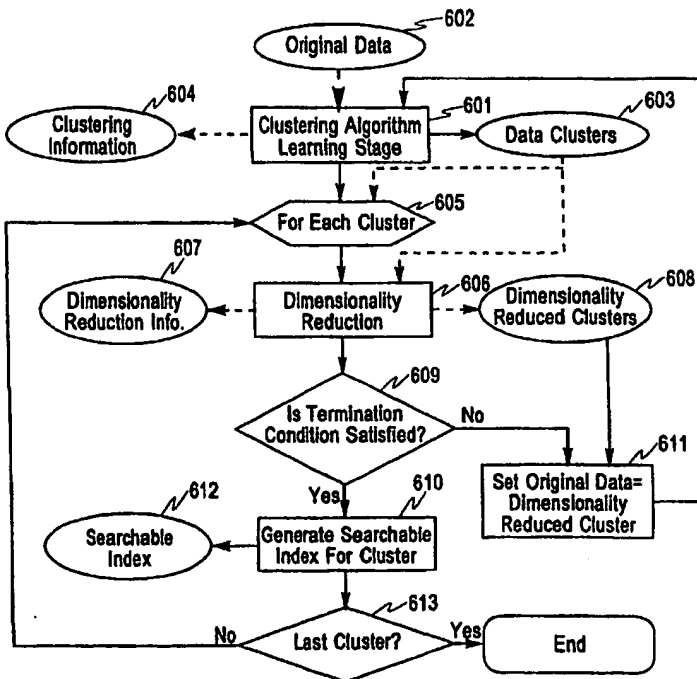 602
Original Data
604
601
603
Clustering
Information
Clustering Algorithm
Learning Stage
Data Clusters
605
For Each Cluster
607
606
608
Dimensionality
Reduction Info.
Dimensionality
Reduction
Dimensionality
Reduced Clusters
609
Is Termination
Condition Satisfied?
No
611
Set Original Data=
Dimensionality
Reduced Cluster
Yes
610
612
Searchable
Index
Generate Searchable
Index For Cluster
613
No
Last Cluster?
Yes
End